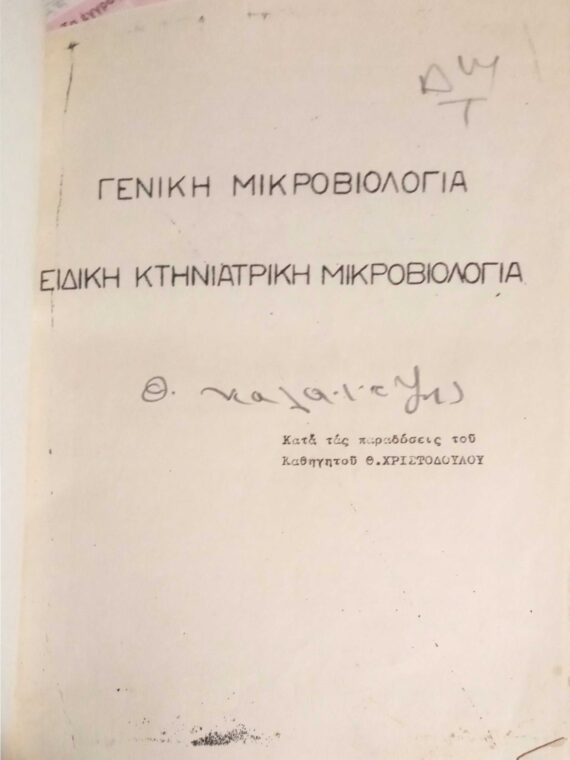 ΓΕΝΙΚΗ ΜΙΚΡΟΒΙΟΛΟΓΙΑ
ΕΙΔΙΚΗ ΚΤΗΝΙΑΤΡΙΚΗ ΜΙΚΡΟΒΙΟΛΟΓΙΑ
Θ.
Κατά τάς παραδόσεις τοῦ
Καθηγητοῦ Θ.ΧΡΙΣΤΟΔΟΥΛΟΥ